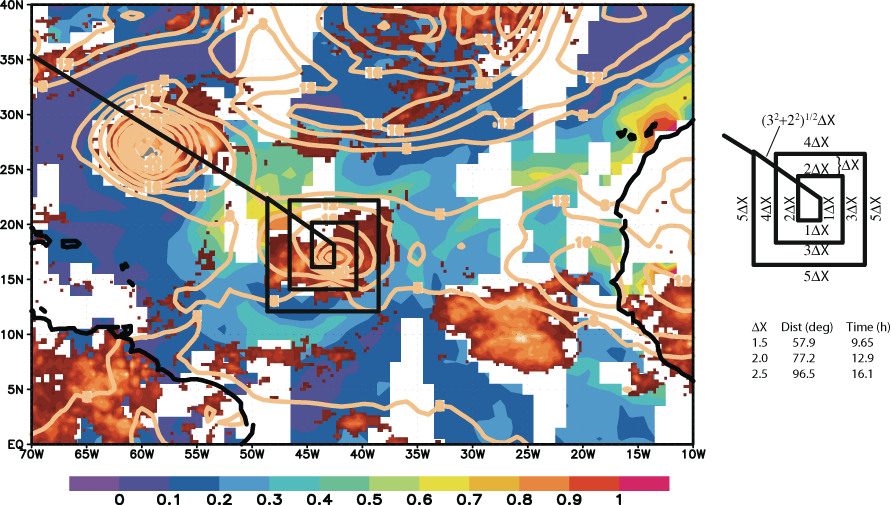 40N
35N
30N
25N
20N
15N
10N
5N
EQ
70W 65W 60W 55W 50W 45W 40W 35W 30W 25W 20W 15W 10W
0 0.1 0.2 0.3 0.4 0.5 0.6 0.7 0.8 0.9 1
(3²+2²)¹/²ΔX
4ΔX
2ΔX }ΔX
5ΔX 4ΔX 2ΔX 1ΔX 3ΔX 5ΔX
1ΔX
3ΔX
5ΔX
ΔX Dist (deg) Time (h)
1.5 57.9 9.65
2.0 77.2 12.9
2.5 96.5 16.1